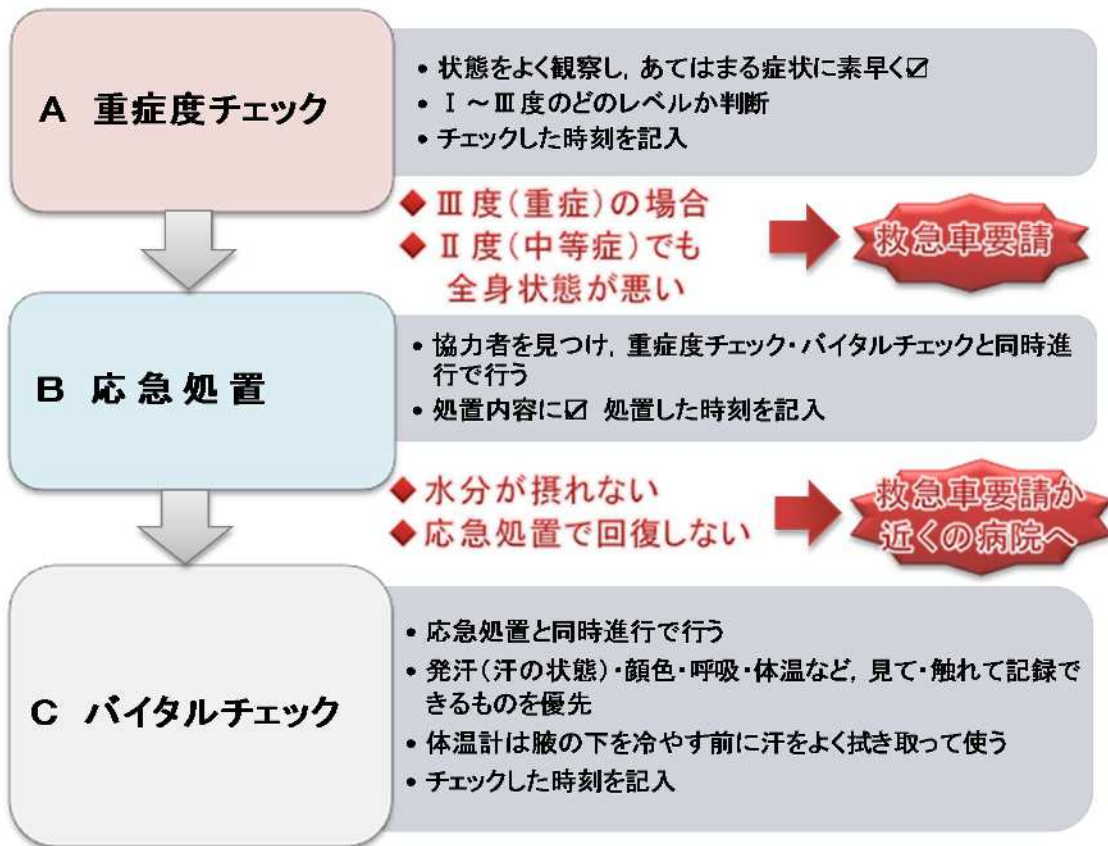 A 重症度チェック
• 状態をよく観察し，あてはまる症状に素早く☑
• Ⅰ～Ⅲ度のどのレベルか判断
• チェックした時刻を記入
◆ Ⅲ度（重症）の場合
◆ Ⅱ度（中等症）でも
全身状態が悪い
救急車要請
B 応急処置
• 協力者を見つけ，重症度チェック・バイタルチェックと同時進
行で行う
• 処置内容に☑ 処置した時刻を記入
◆ 水分が摂れない
◆ 応急処置で回復しない
救急車要請か
近くの病院へ
C バイタルチェック
• 応急処置と同時進行で行う
• 発汗（汗の状態）・顔色・呼吸・体温など，見て・触れて記録で
きるものを優先
• 体温計は腋の下を冷やす前に汗をよく拭き取って使う
• チェックした時刻を記入